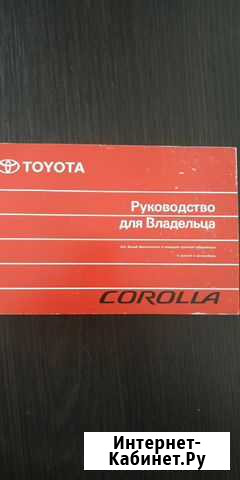 TOYOTA
Руководство
для Владельца
COROLLA
Интернет-
Кабинет.Ру